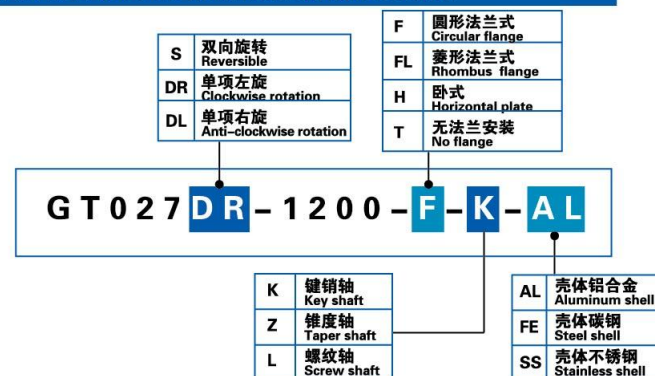 F 圆形法兰式
Circular flange
FL 菱形法兰式
Rhombus flange
H 卧式
Horizontal plate
T 无法兰安装
No flange
S 双向旋转
Reversible
DR 单项左旋
Clockwise rotation
DL 单项右旋
Anti-clockwise rotation
GT027DR-1200-F-K-AL
K 键销轴
Key shaft
Z 锥度轴
Taper shaft
L 螺纹轴
Screw shaft
AL 壳体铝合金
Aluminum shell
FE 壳体碳钢
Steel shell
SS 壳体不锈钢
Stainless shell